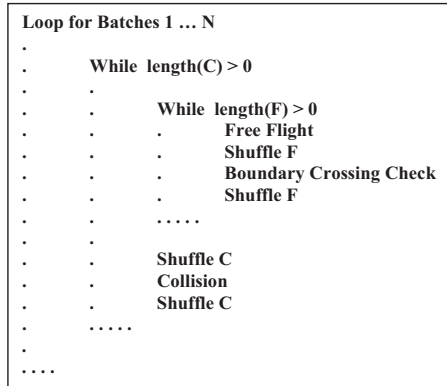 Loop for Batches 1 … N
.
. While length(C) > 0
. .
. . While length(F) > 0
. . . Free Flight
. . . Shuffle F
. . . Boundary Crossing Check
. . . Shuffle F
. . . . . . .
. .
. . Shuffle C
. . Collision
. . Shuffle C
. . . . . .
.
. . . .